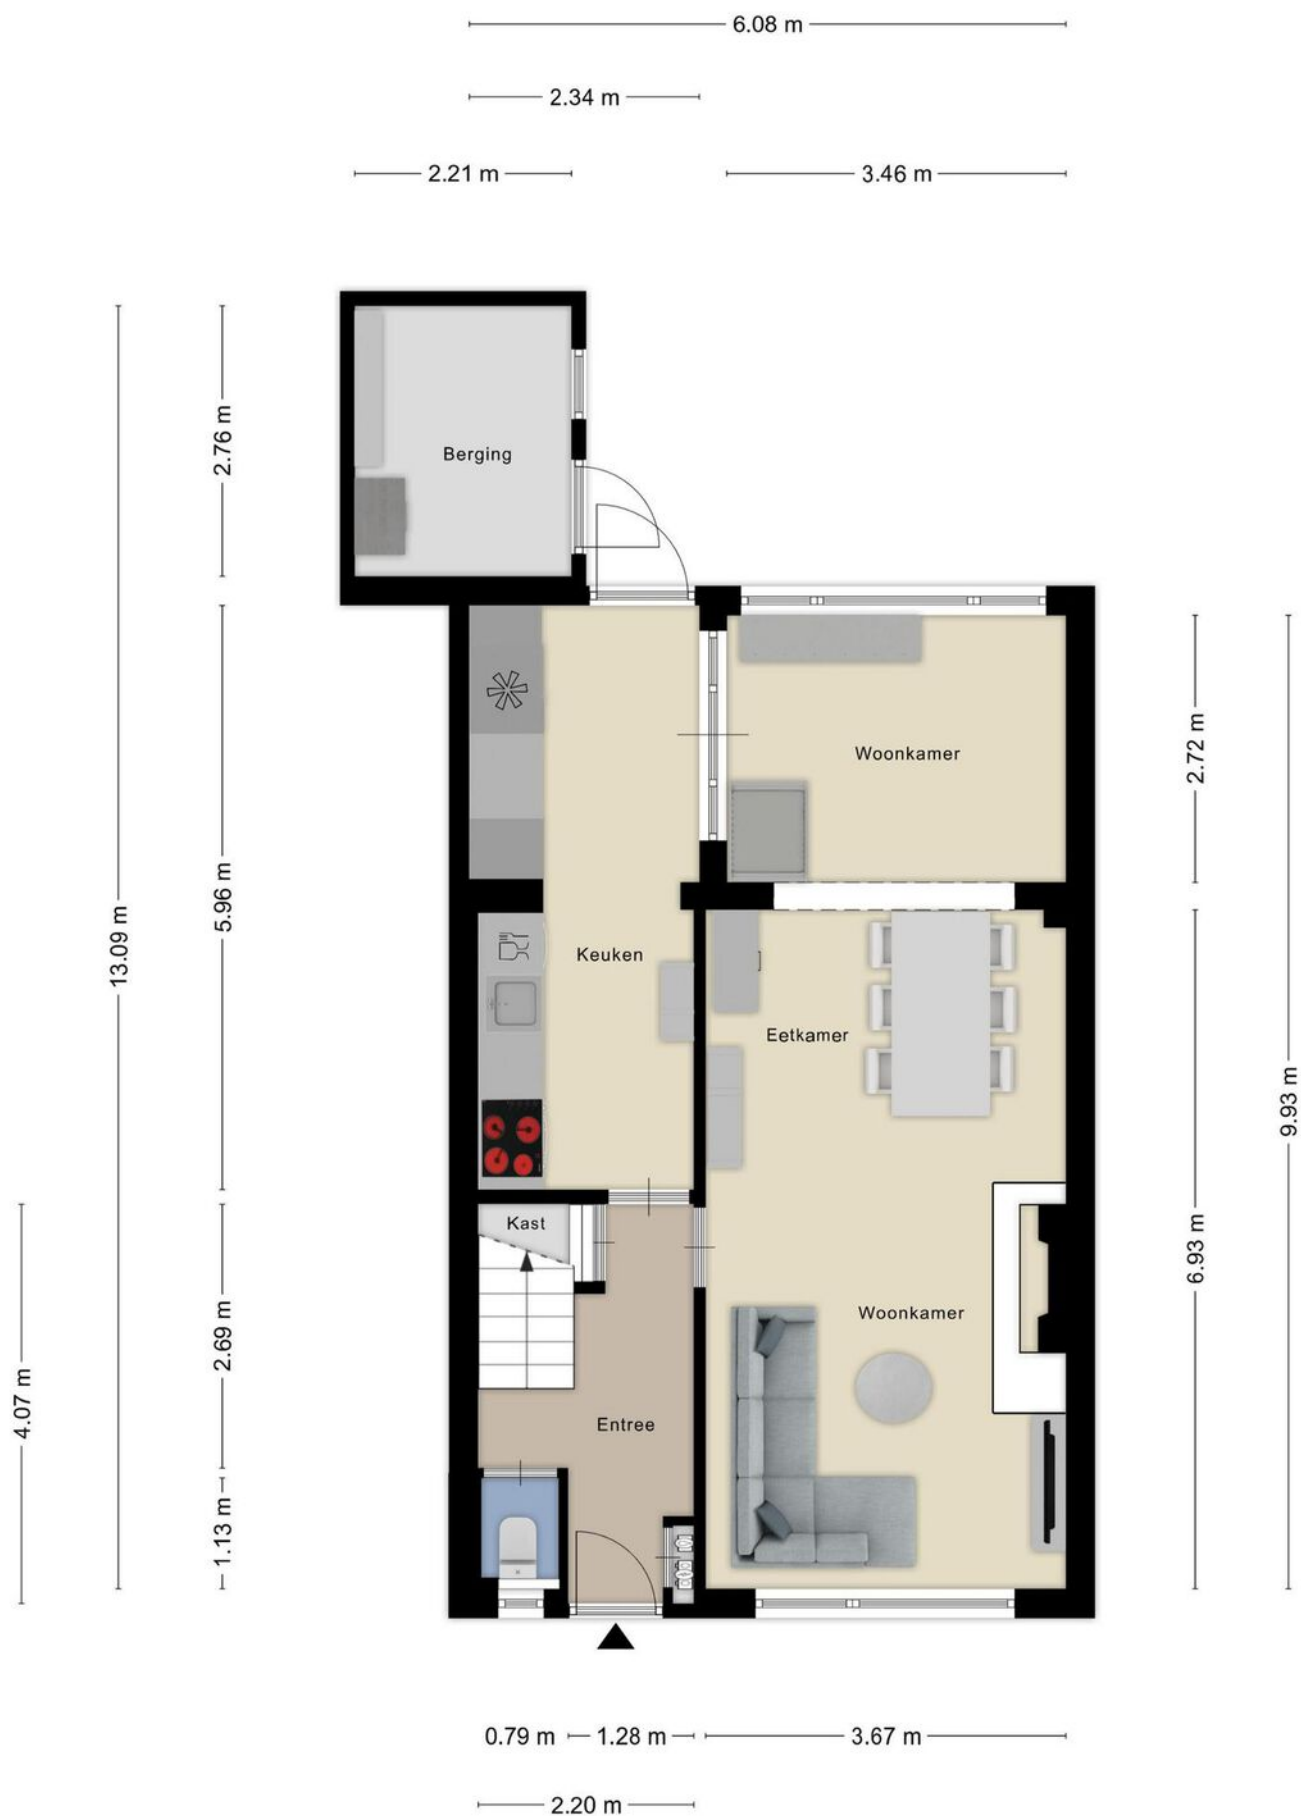 6.08 m
2.34 m
2.21 m
3.46 m
2.76 m
Berging
Woonkamer
2.72 m
13.09 m
5.96 m
Keuken
Eetkamer
9.93 m
Kast
6.93 m
Woonkamer
2.69 m
4.07 m
Entree
1.13 m
0.79 m
1.28 m
3.67 m
2.20 m